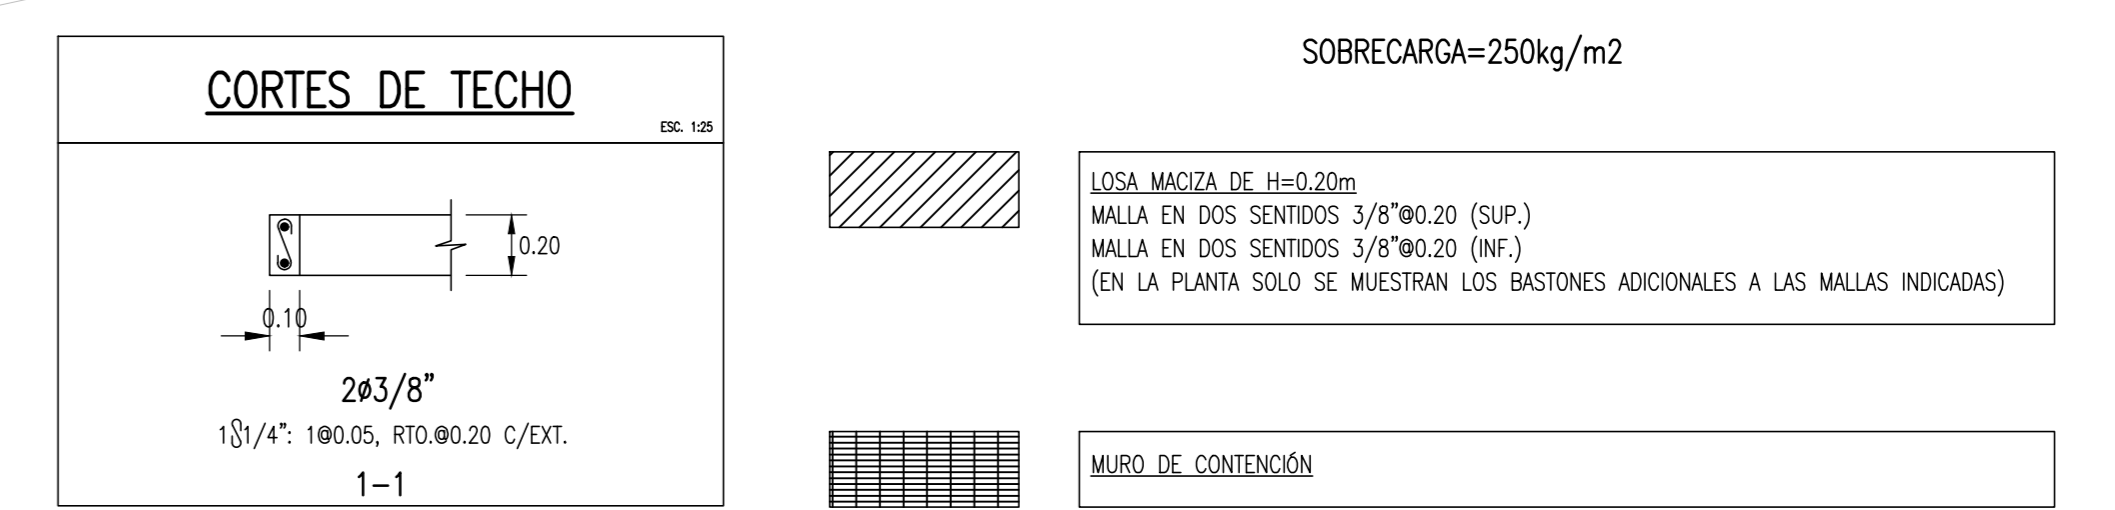 CORTES DE TECHO
ESC. 1:25
0.20
0.10
2ø3/8"
1S1/4": 1@0.05, RTO.@0.20 C/EXT.
1-1
SOBRECARGA=250kg/m2
LOSA MACIZA DE H=0.20m
MALLA EN DOS SENTIDOS 3/8"@0.20 (SUP.)
MALLA EN DOS SENTIDOS 3/8"@0.20 (INF.)
(EN LA PLANTA SOLO SE MUESTRAN LOS BASTONES ADICIONALES A LAS MALLAS INDICADAS)
MURO DE CONTENCIÓN